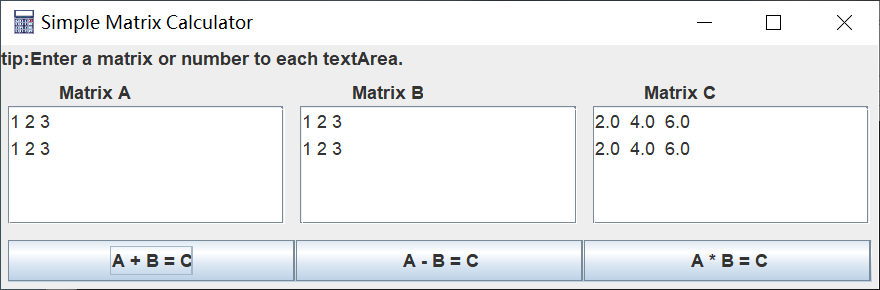 Simple Matrix Calculator
tip:Enter a matrix or number to each textArea.
Matrix A Matrix B Matrix C
1 2 3 1 2 3 2.0 4.0 6.0
1 2 3 1 2 3 2.0 4.0 6.0
A + B = C A - B = C A * B = C